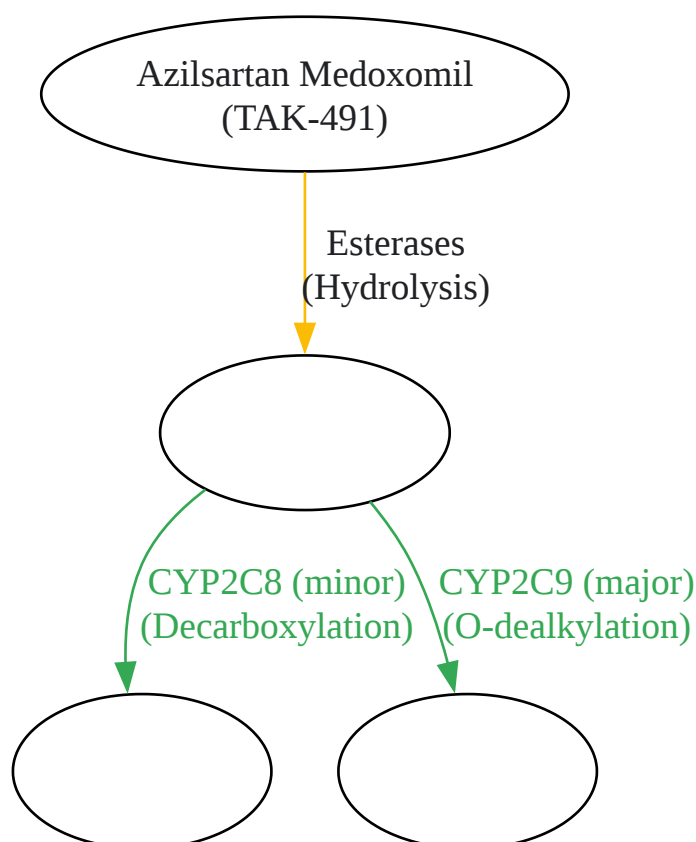 Azilsartan Medoxomil
(TAK-491)
Esterases
(Hydrolysis)
CYP2C8 (minor)
(Decarboxylation)
CYP2C9 (major)
(O-dealkylation)